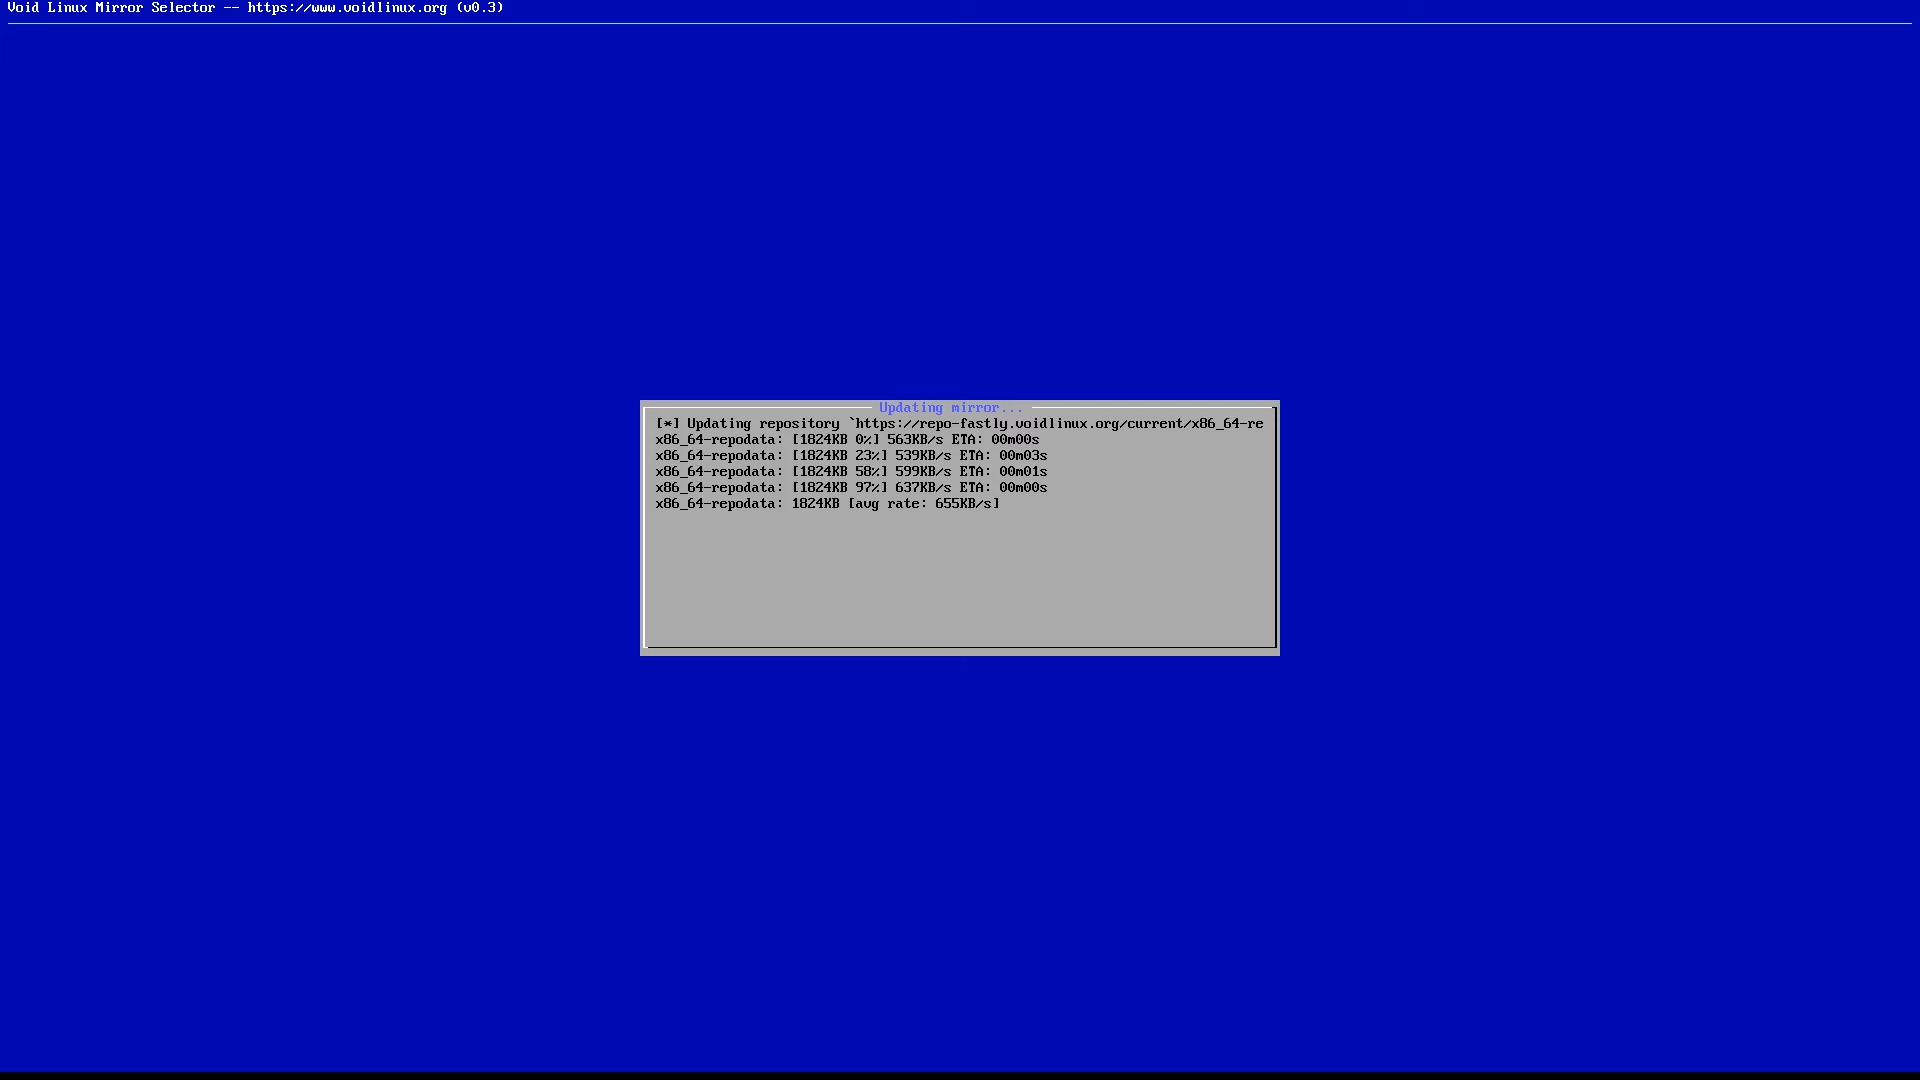 Void Linux Mirror Selector -- https://www.voidlinux.org (v0.3)
Updating mirror...
[*] Updating repository `https://repo-fastly.voidlinux.org/current/x86_64-re
x86_64-repodata: [1824KB 0%] 563KB/s ETA: 00m00s
x86_64-repodata: [1824KB 23%] 539KB/s ETA: 00m03s
x86_64-repodata: [1824KB 58%] 599KB/s ETA: 00m01s
x86_64-repodata: [1824KB 97%] 637KB/s ETA: 00m00s
x86_64-repodata: 1824KB [avg rate: 655KB/s]